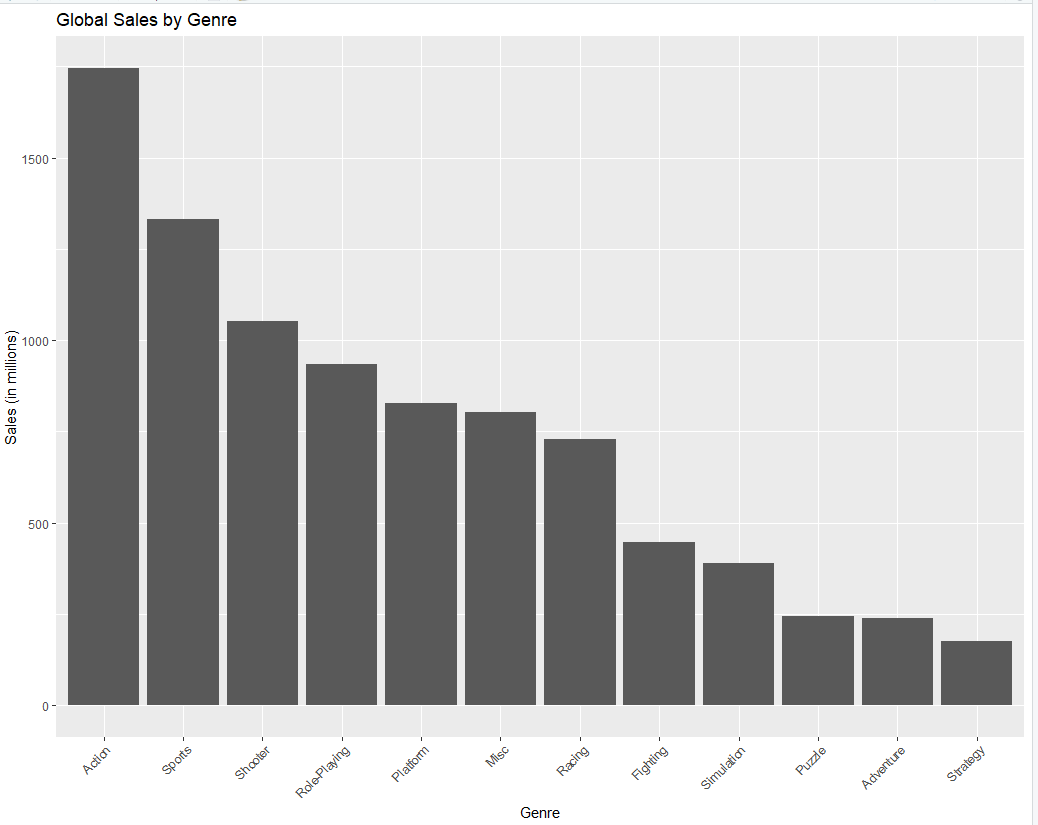 Global Sales by Genre
Sales (in millions)
1500
1000
500
0
Action
Sports
Shooter
Role-Playing
Platform
Misc
Racing
Fighting
Simulation
Puzzle
Adventure
Strategy
Genre